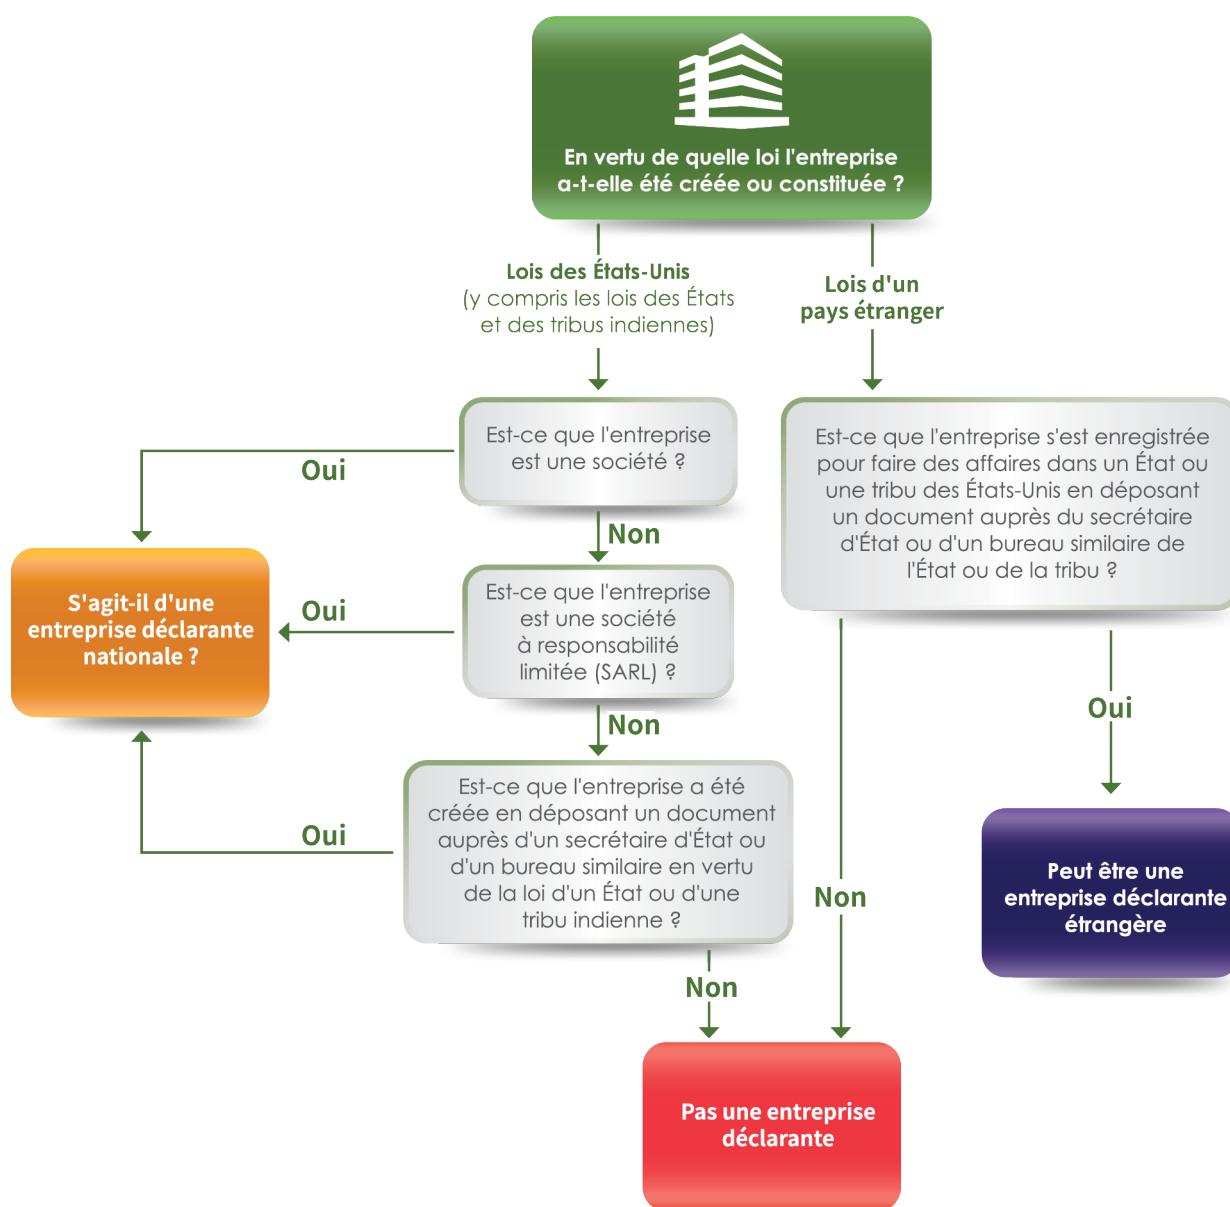 En vertu de quelle loi l'entreprise
a-t-elle été créée ou constituée ?
Lois des États-Unis
(y compris les lois des États
et des tribus indiennes)
Lois d'un
pays étranger
Est-ce que l'entreprise
est une société ?
Oui
Non
Est-ce que l'entreprise s'est enregistrée
pour faire des affaires dans un État ou
une tribu des États-Unis en déposant
un document auprès du secrétaire
d'État ou d'un bureau similaire de
l'État ou de la tribu ?
S'agit-il d'une
entreprise déclarante
nationale ?
Oui
Est-ce que l'entreprise
est une société
à responsabilité
limitée (SARL) ?
Non
Oui
Est-ce que l'entreprise a été
créée en déposant un document
auprès d'un secrétaire d'État ou
d'un bureau similaire en vertu
de la loi d'un État ou d'une
tribu indienne ?
Oui
Non
Peut être une
entreprise déclarante
étrangère
Non
Pas une entreprise
déclarante